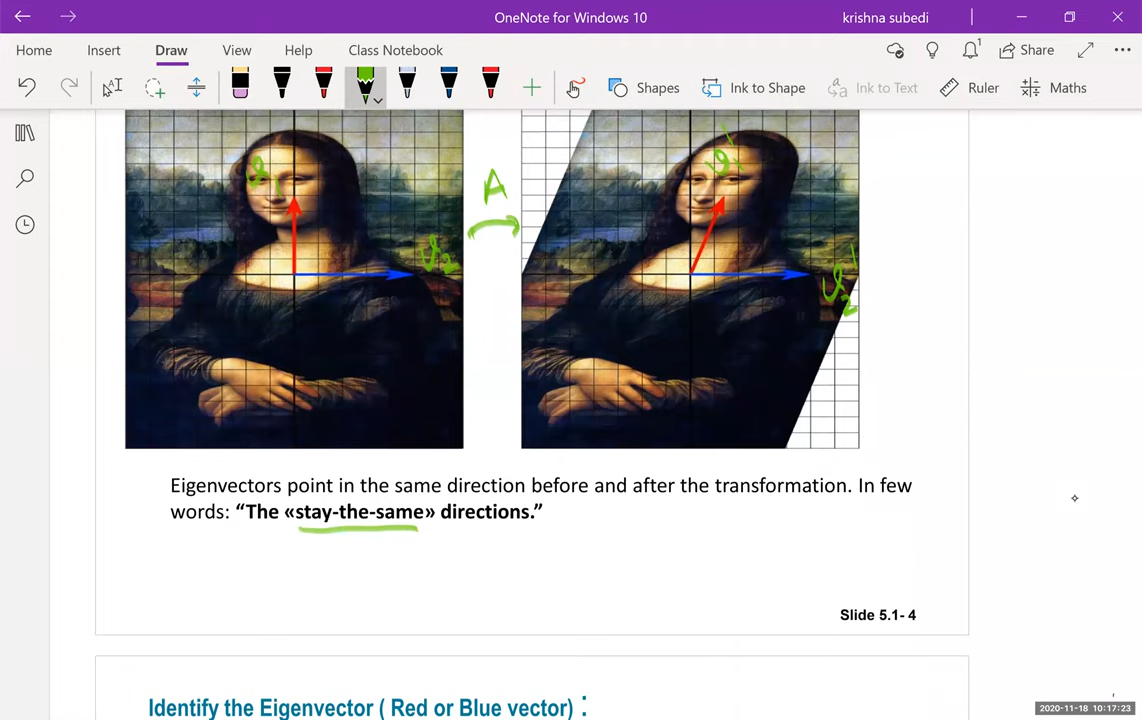 OneNote for Windows 10
krishna subedi
Home Insert Draw View Help Class Notebook
1
Share
Shapes Ink to Shape Ink to Text Ruler Maths
A
Eigenvectors point in the same direction before and after the transformation. In few
words: “The «stay-the-same» directions.”
Slide 5.1- 4
Identify the Eigenvector ( Red or Blue vector) :
2020-11-18 10:17:23